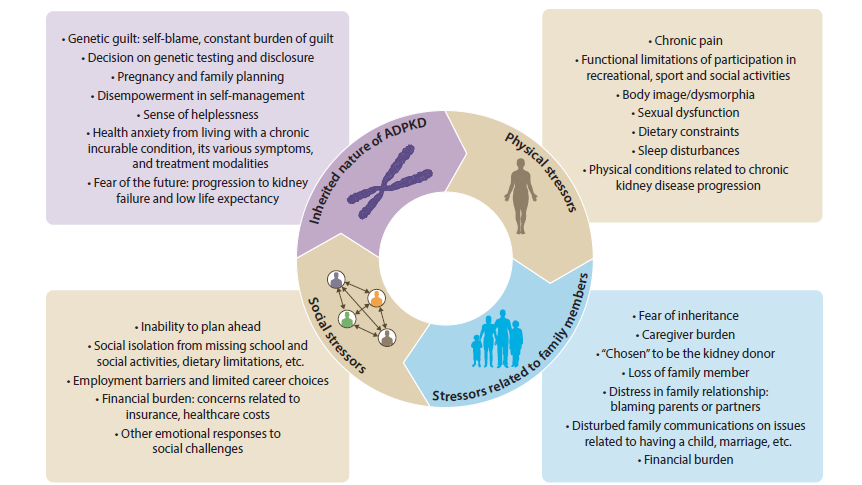 • Genetic guilt: self-blame, constant burden of guilt
• Decision on genetic testing and disclosure
• Pregnancy and family planning
• Disempowerment in self-management
• Sense of helplessness
• Health anxiety from living with a chronic
incurable condition, its various symptoms,
and treatment modalities
• Fear of the future: progression to kidney
failure and low life expectancy
• Chronic pain
• Functional limitations of participation in
recreational, sport and social activities
• Body image/dysmorphia
• Sexual dysfunction
• Dietary constraints
• Sleep disturbances
• Physical conditions related to chronic
kidney disease progression
Inherited nature of ADPKD
Physical stressors
Social stressors
Stressors related to family members
• Inability to plan ahead
• Social isolation from missing school and
social activities, dietary limitations, etc.
• Employment barriers and limited career choices
• Financial burden: concerns related to
insurance, healthcare costs
• Other emotional responses to
social challenges
• Fear of inheritance
• Caregiver burden
• “Chosen” to be the kidney donor
• Loss of family member
• Distress in family relationship:
blaming parents or partners
• Disturbed family communications on issues
related to having a child, marriage, etc.
• Financial burden